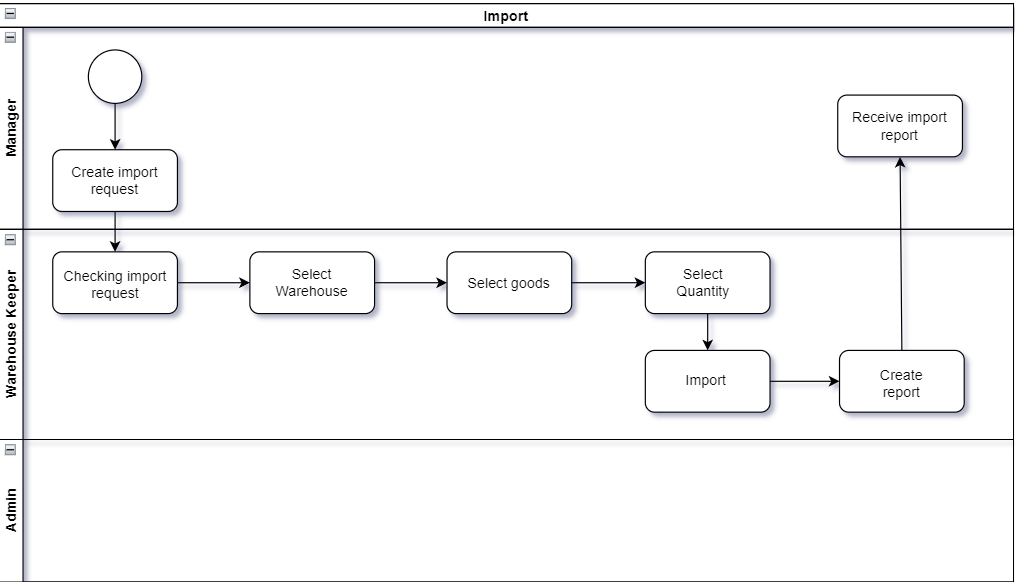 Import
Manager
Create import
request
Receive import
report
Warehouse Keeper
Checking import
request
Select
Warehouse
Select goods
Select
Quantity
Import
Create
report
Admin